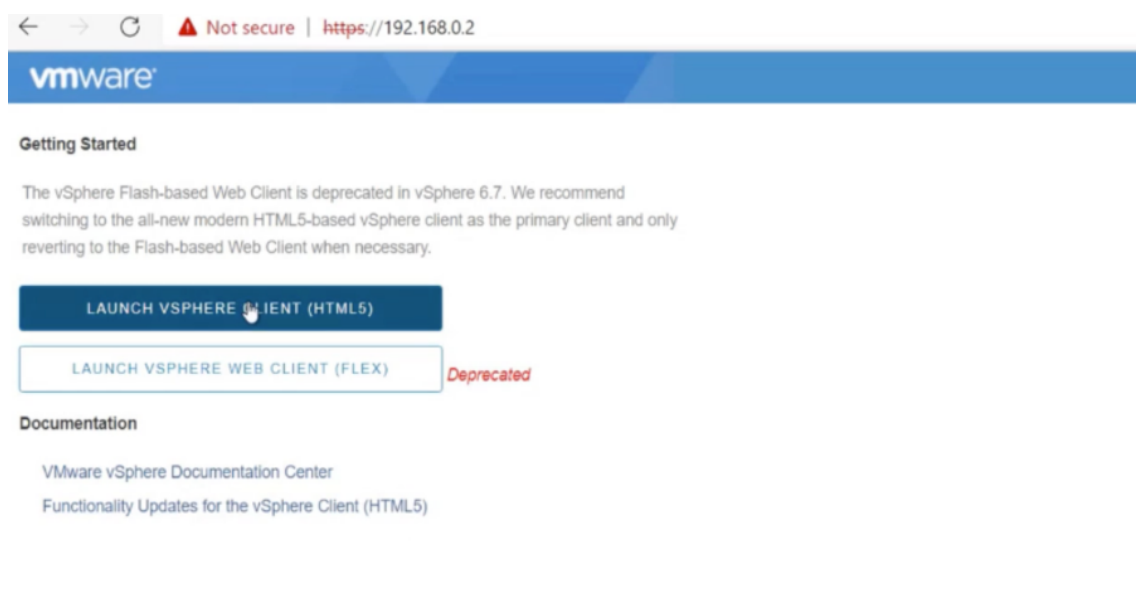 Not secure | https://192.168.0.2
vmware
Getting Started
The vSphere Flash-based Web Client is deprecated in vSphere 6.7. We recommend
switching to the all-new modern HTML5-based vSphere client as the primary client and only
reverting to the Flash-based Web Client when necessary.
LAUNCH VSPHERE CLIENT (HTML5)
LAUNCH VSPHERE WEB CLIENT (FLEX)
Deprecated
Documentation
VMware vSphere Documentation Center
Functionality Updates for the vSphere Client (HTML5)